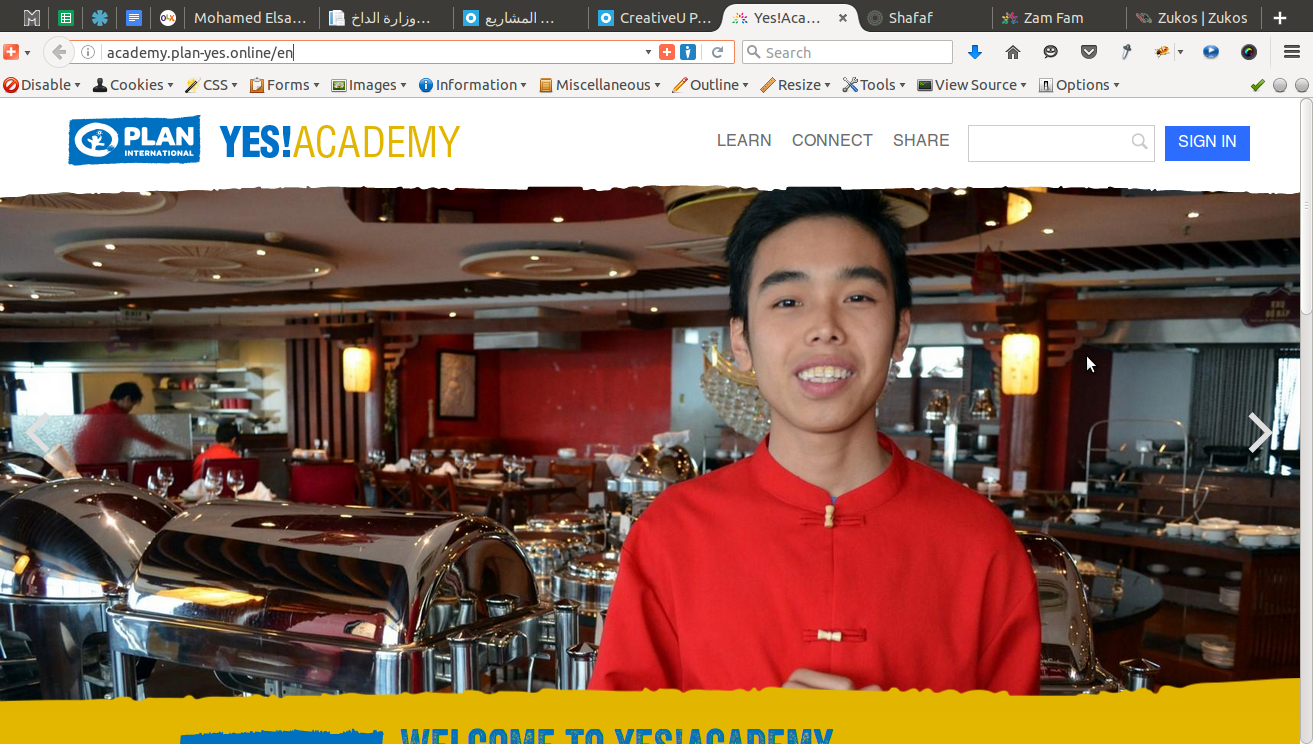 Mohamed Elsa...
وزارة الداخ...
المشاريع ...
CreativeU P...
Yes!Aca...
Shafaf
Zam Fam
Zukos | Zukos
academy.plan-yes.online/en
Search
Disable Cookies CSS Forms Images Information Miscellaneous Outline Resize Tools View Source Options
PLAN
INTERNATIONAL
YES!ACADEMY
LEARN CONNECT SHARE SIGN IN
WELCOME TO YES!ACADEMY